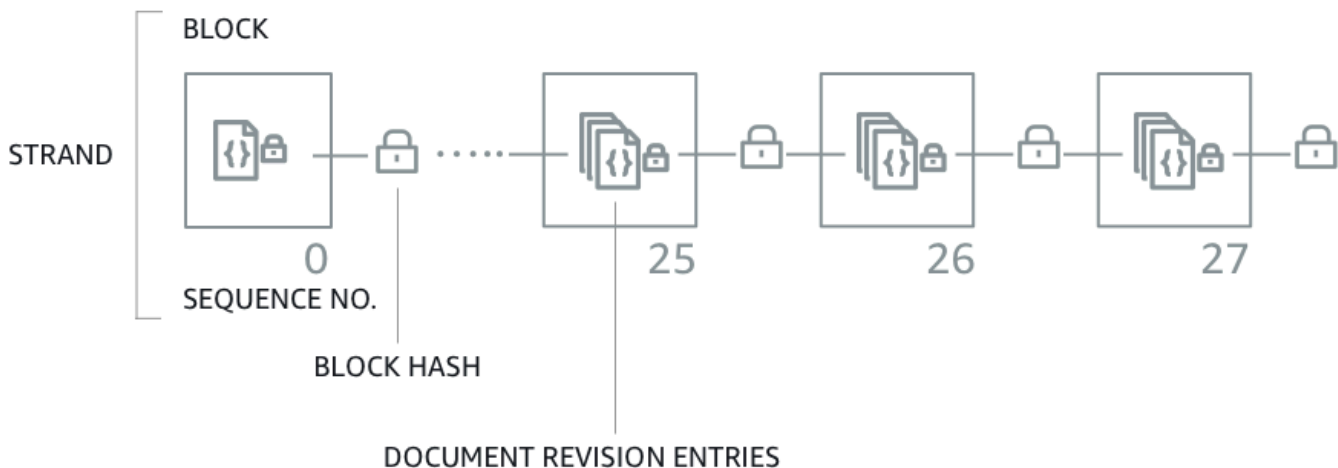 BLOCK
STRAND
0
25
26
27
SEQUENCE NO.
BLOCK HASH
DOCUMENT REVISION ENTRIES